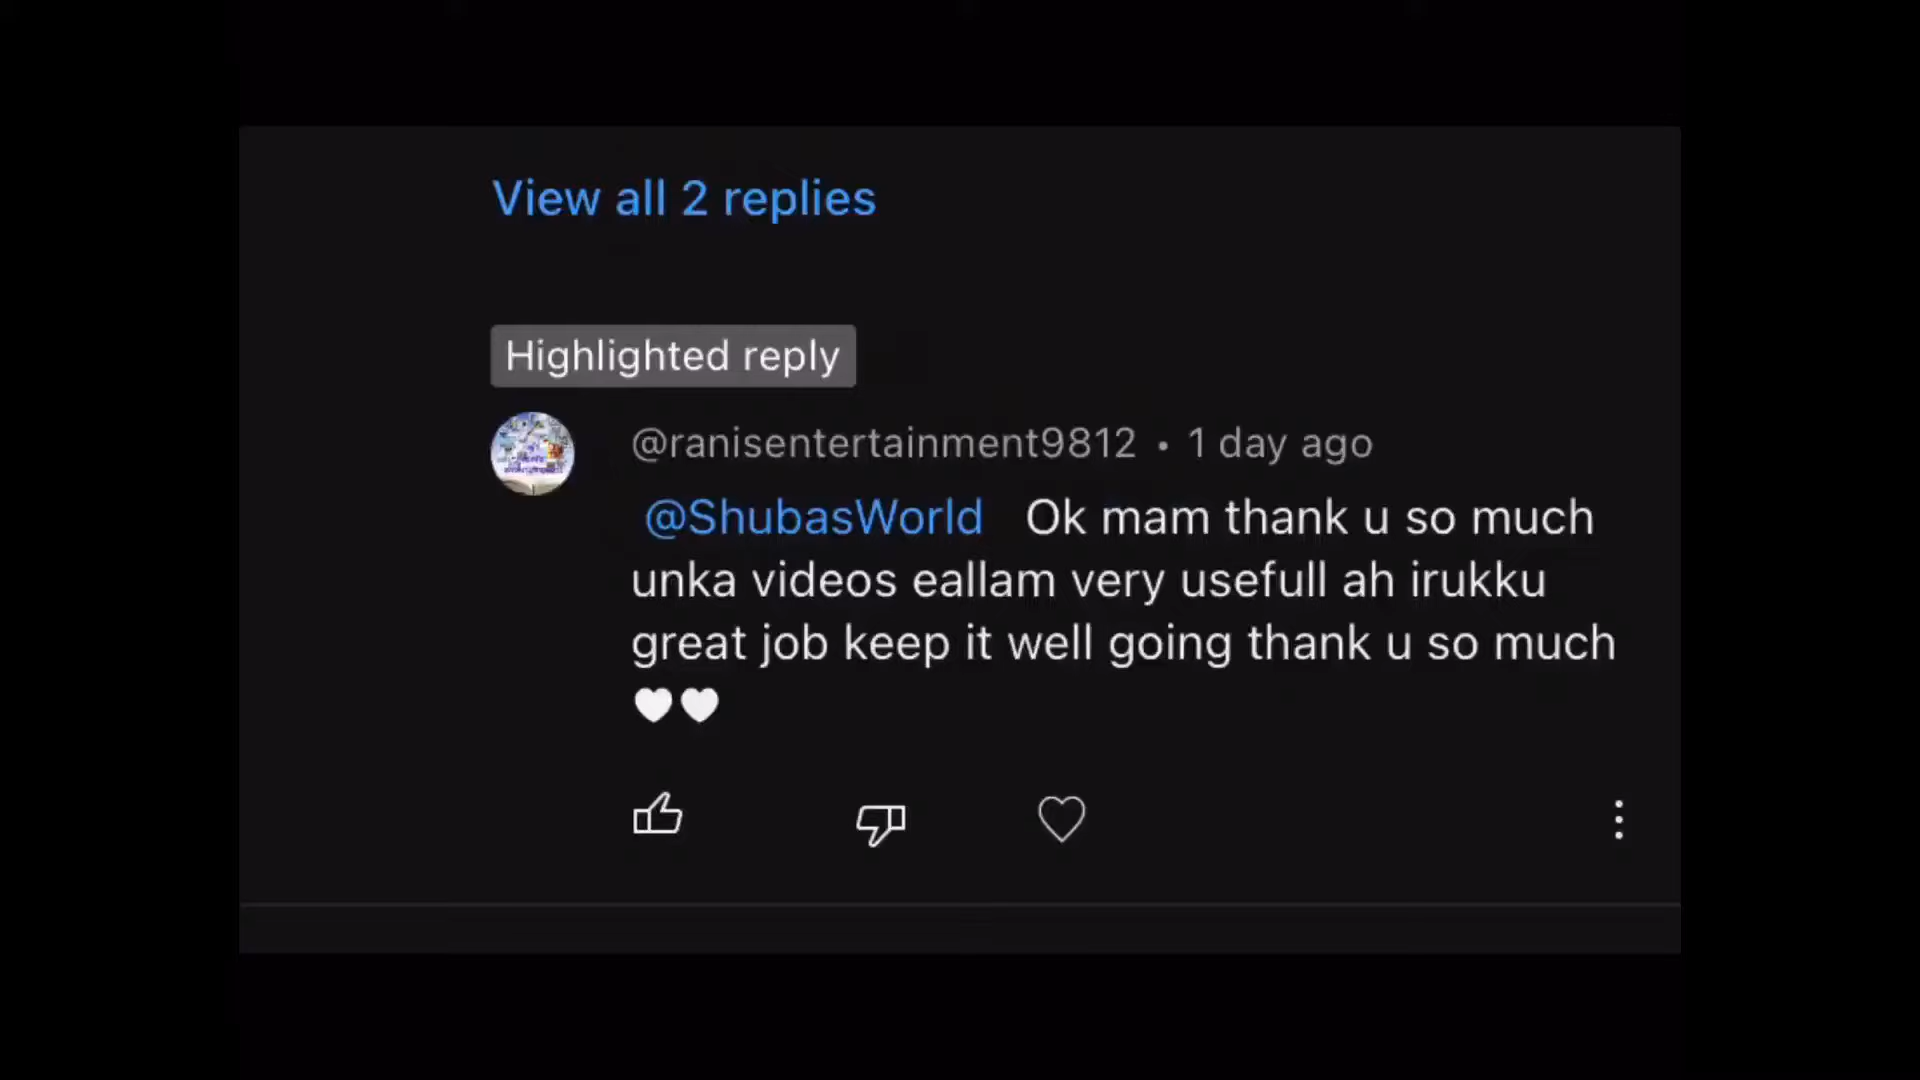 View all 2 replies
Highlighted reply
@ranisentertainment9812 • 1 day ago
@ShubasWorld Ok mam thank u so much
unka videos eallam very usefull ah irukku
great job keep it well going thank u so much
🤍🤍